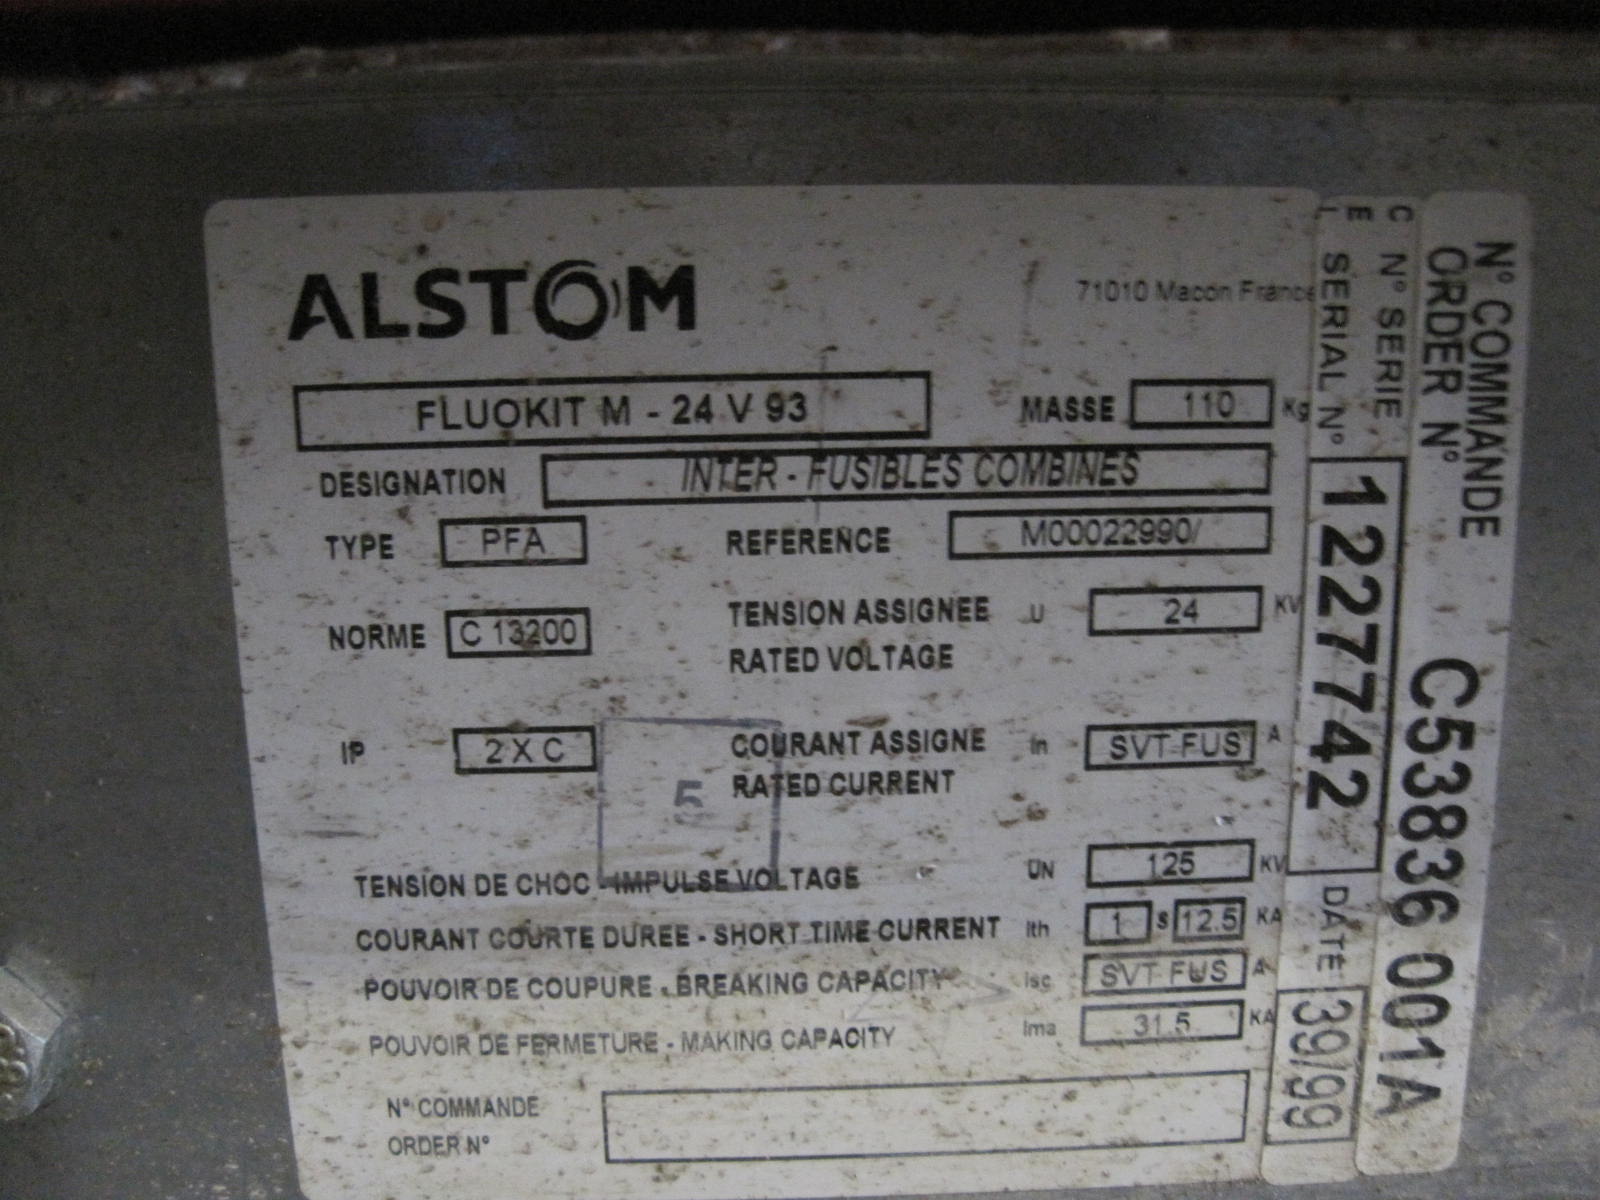 ALSTOM
71010 Macon France
FLUOKIT M - 24 V 93
MASSE 110 Kg
DESIGNATION INTER - FUSIBLES COMBINES
TYPE PFA REFERENCE M00022990/
NORME C 13200
TENSION ASSIGNEE U 24 KV
RATED VOLTAGE
IP 2 X C
COURANT ASSIGNE In SVT FUS A
RATED CURRENT
5
TENSION DE CHOC - IMPULSE VOLTAGE UN 125 KV
COURANT COURTE DUREE - SHORT TIME CURRENT Ith 1 s 12.5 KA
POUVOIR DE COUPURE - BREAKING CAPACITY Isc SVT FUS A
POUVOIR DE FERMETURE - MAKING CAPACITY Ima 31.5 KA
N° COMMANDE
ORDER N°
C N° SERIE
E
L SERIAL N° 1227742 DATE 39/99
N° COMMANDE
ORDER N° C53836 001A